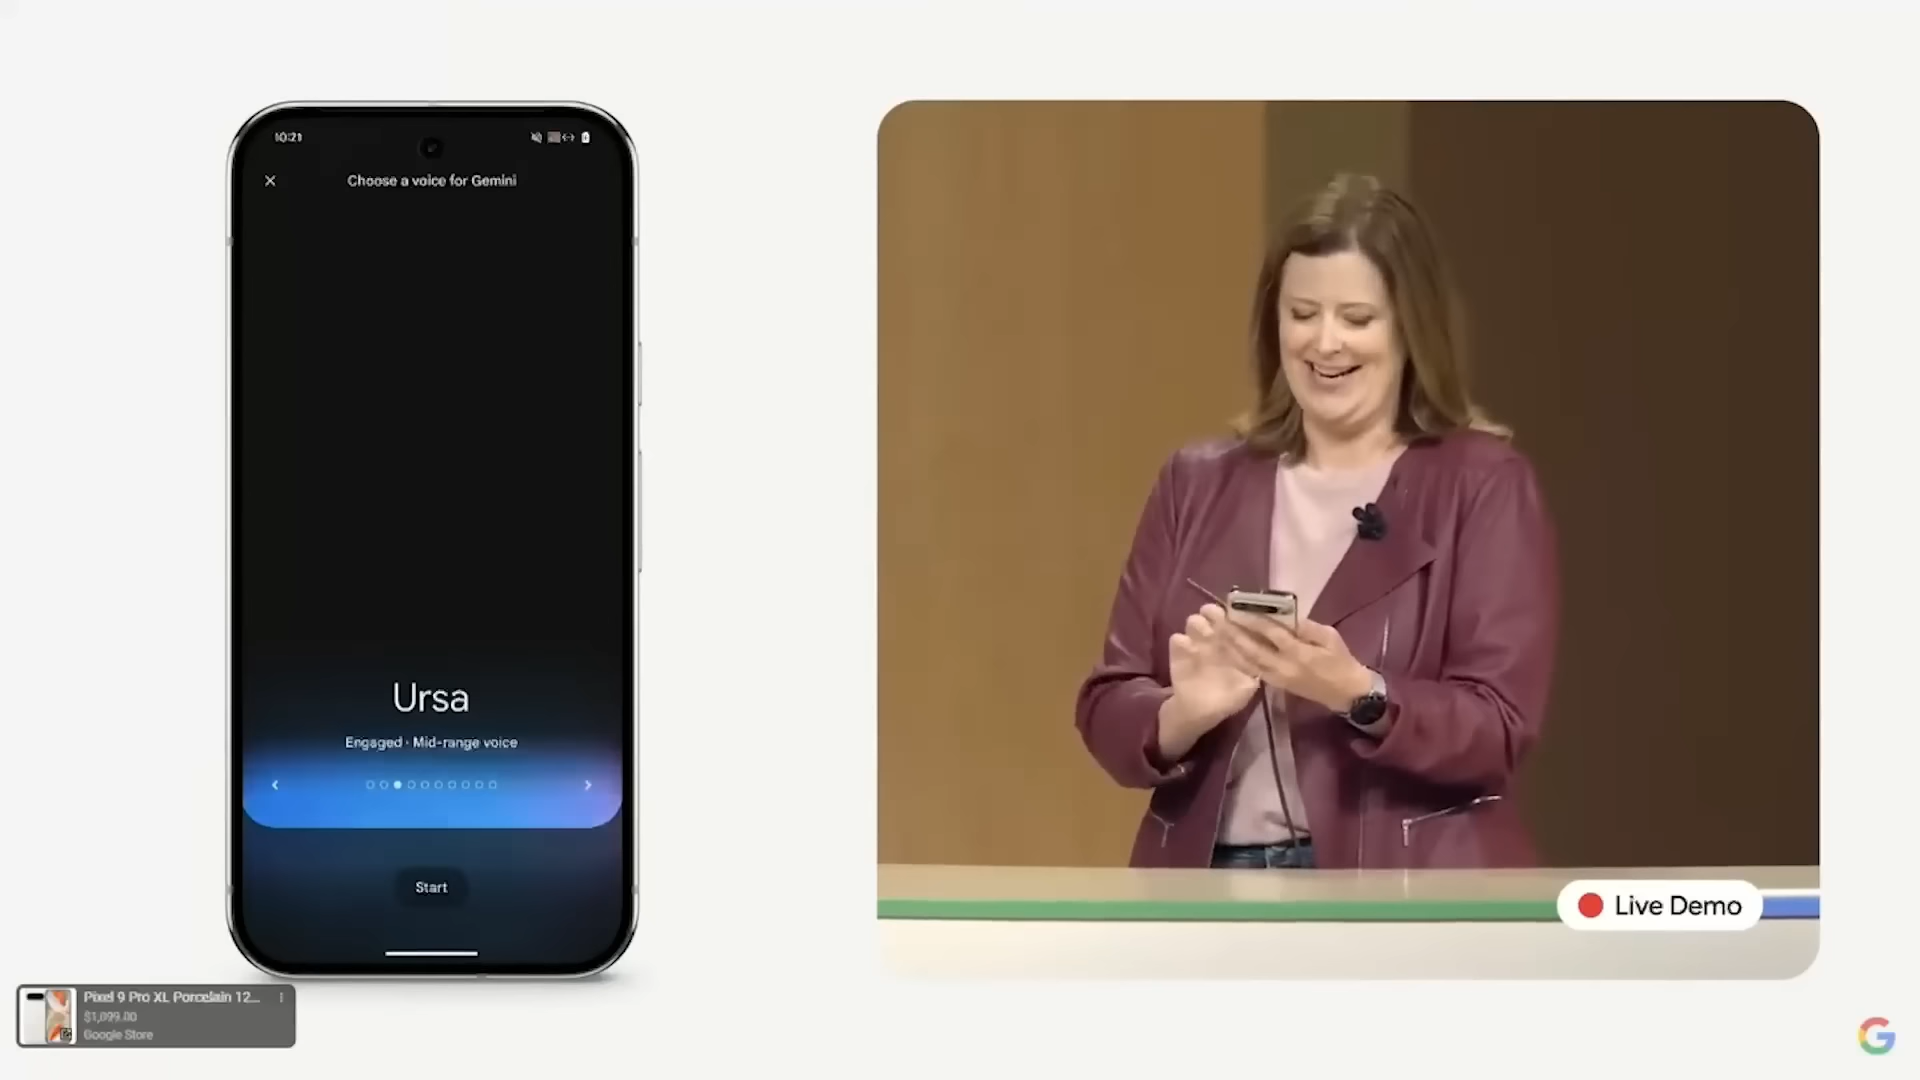 10:21
Choose a voice for Gemini
Ursa
Engaged · Mid-range voice
Start
Live Demo
Pixel 9 Pro XL Porcelain 12...
$1,099.00
Google Store
G